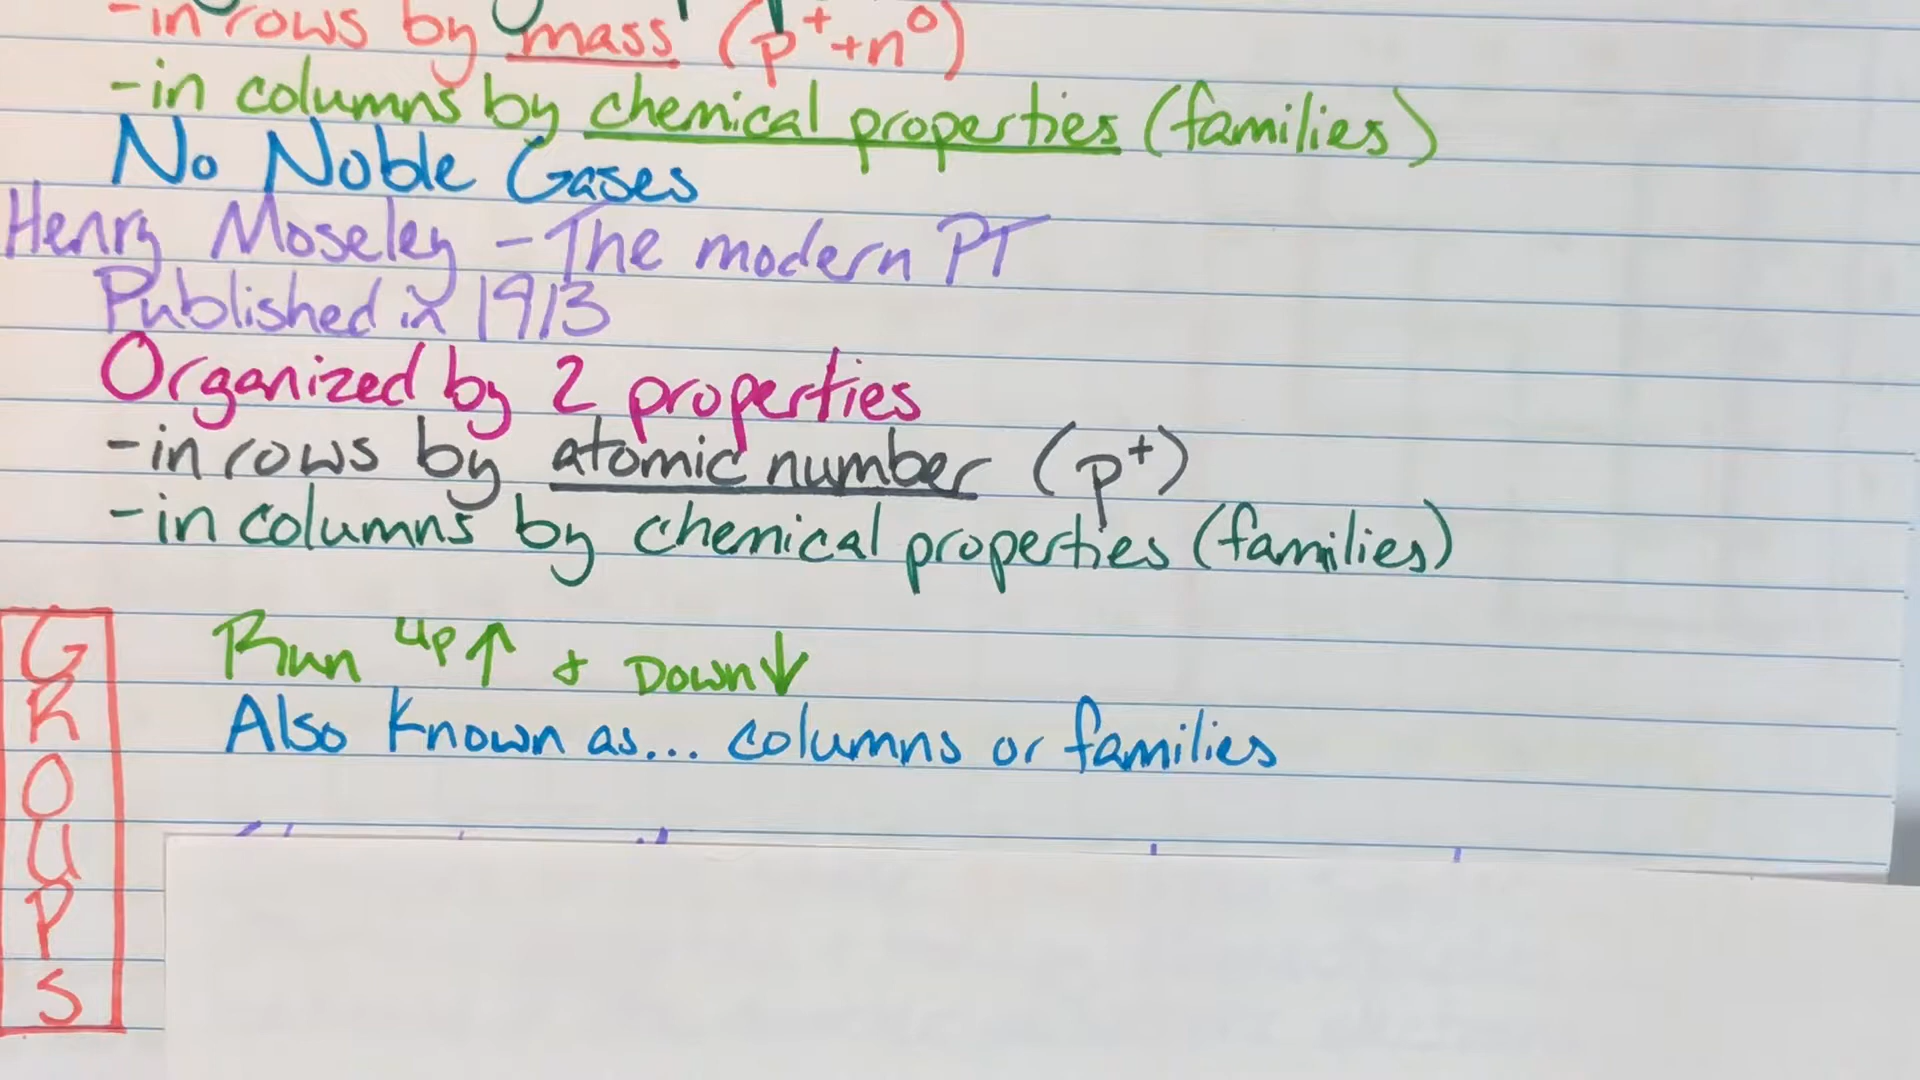 -in rows by mass (p⁺+n⁰)
-in columns by chemical properties (families)
No Noble Gases
Henry Moseley - The modern PT
Published in 1913
Organized by 2 properties
-in rows by atomic number (p⁺)
-in columns by chemical properties (families)
GROUPS
Run up↑ & Down↓
Also Known as... columns or families